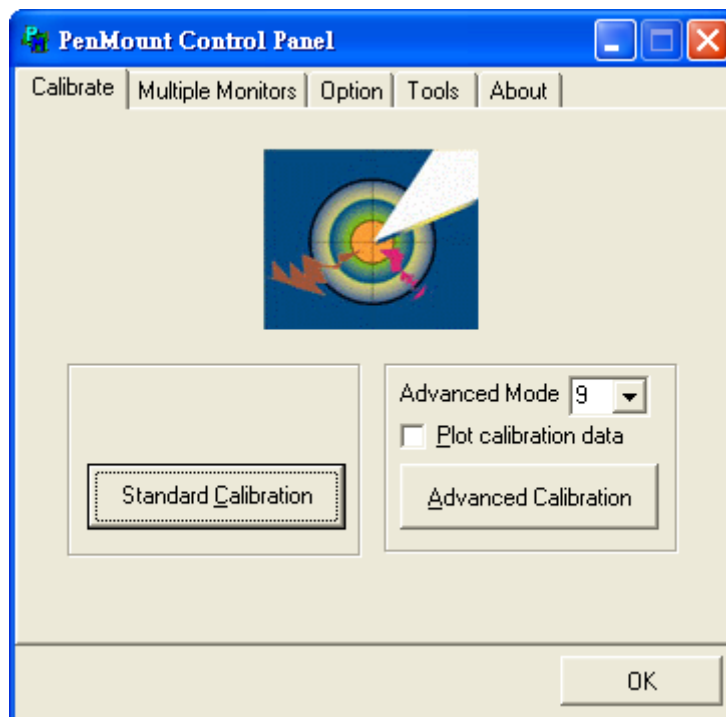 PenMount Control Panel
Calibrate Multiple Monitors Option Tools About
Advanced Mode 9
Plot calibration data
Standard Calibration
Advanced Calibration
OK